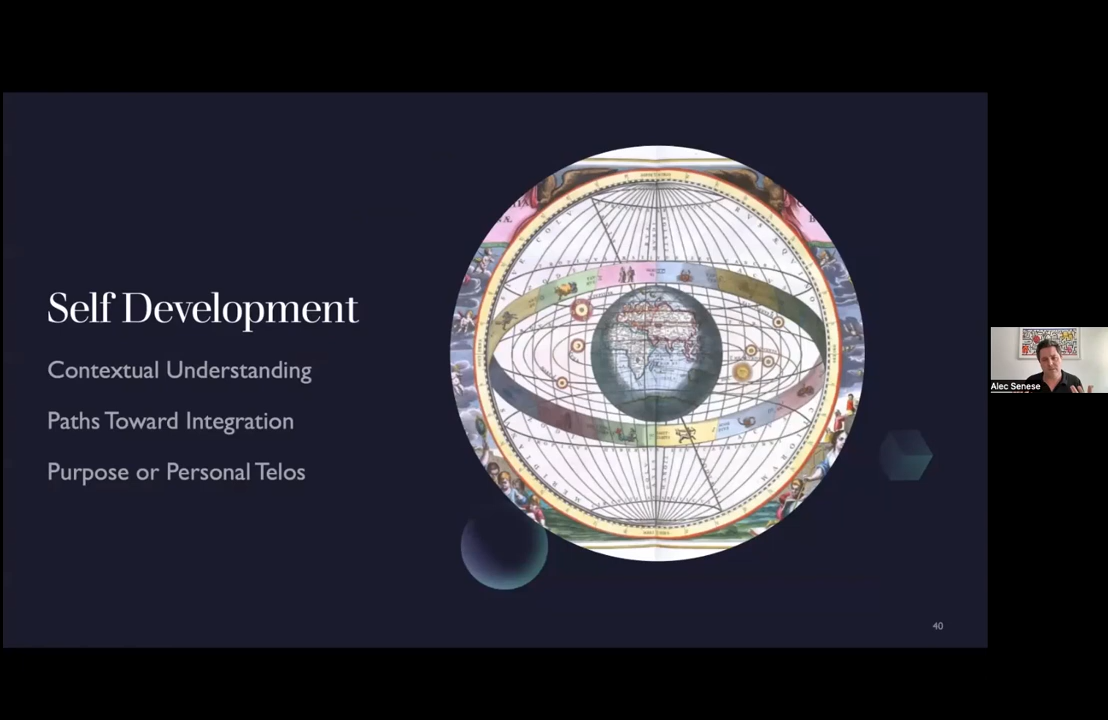 Self Development
Contextual Understanding
Paths Toward Integration
Purpose or Personal Telos
Alec Senese
40